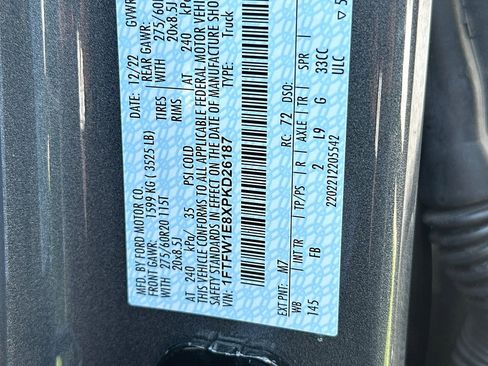 MFD. BY FORD MOTOR CO.
DATE: 12/22 GVWR
FRONT GAWR: 1599 KG ( 3525 LB) REAR GAWR:
WITH 275/60R20 115T TIRES WITH 275/60
20x8.5J RIMS 20x8.5J
AT 240 kPa/ 35 PSI COLD AT 240 kP
THIS VEHICLE CONFORMS TO ALL APPLICABLE FEDERAL MOTOR VEHICL
SAFETY STANDARDS IN EFFECT ON THE DATE OF MANUFACTURE SHOW
VIN: 1FTFW1E8XPKD26187 TYPE: Truck
EXT PNT: M7 RC: 72 DSO:
WB INT TR TP/PS R AXLE TR SPR
145 FB 2 L9 G 33CC
2202212205542 ULC